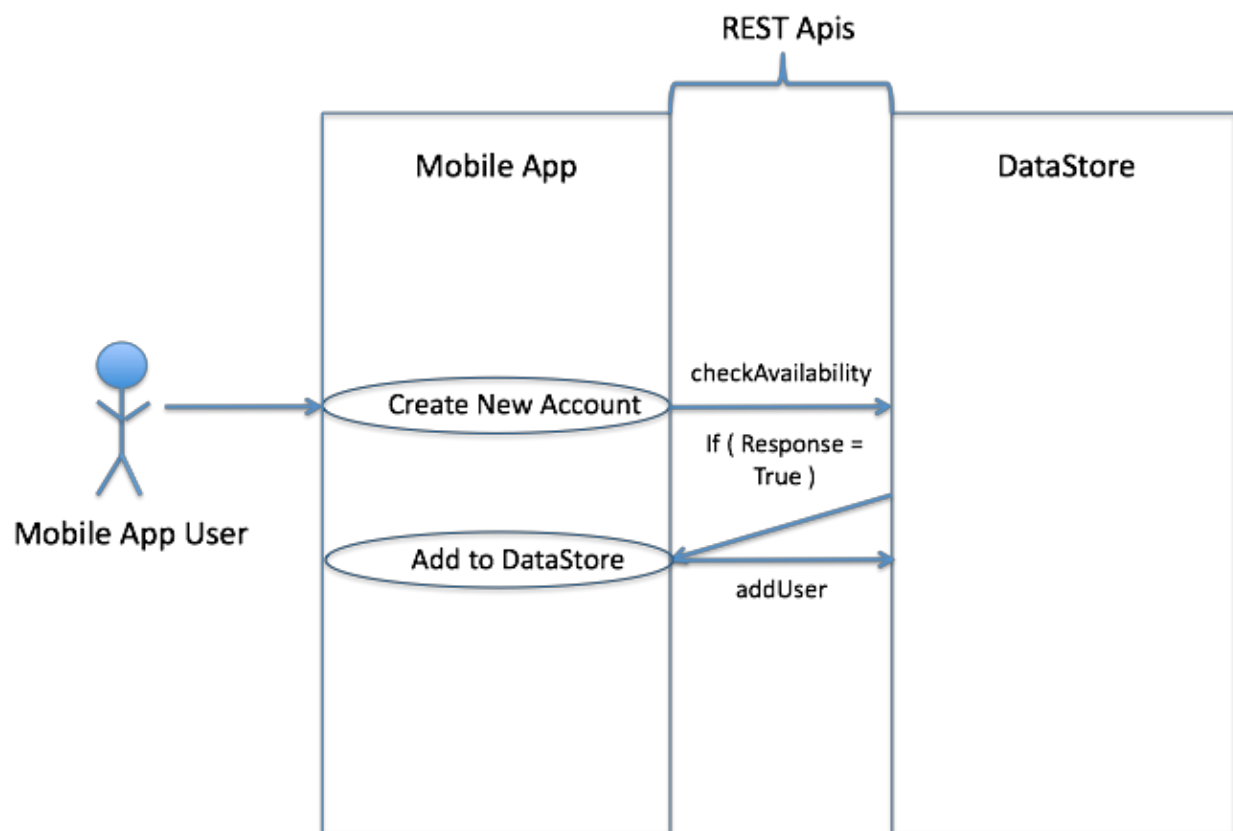 REST Apis
Mobile App
DataStore
checkAvailability
Create New Account
If ( Response =
True )
Mobile App User
Add to DataStore
addUser